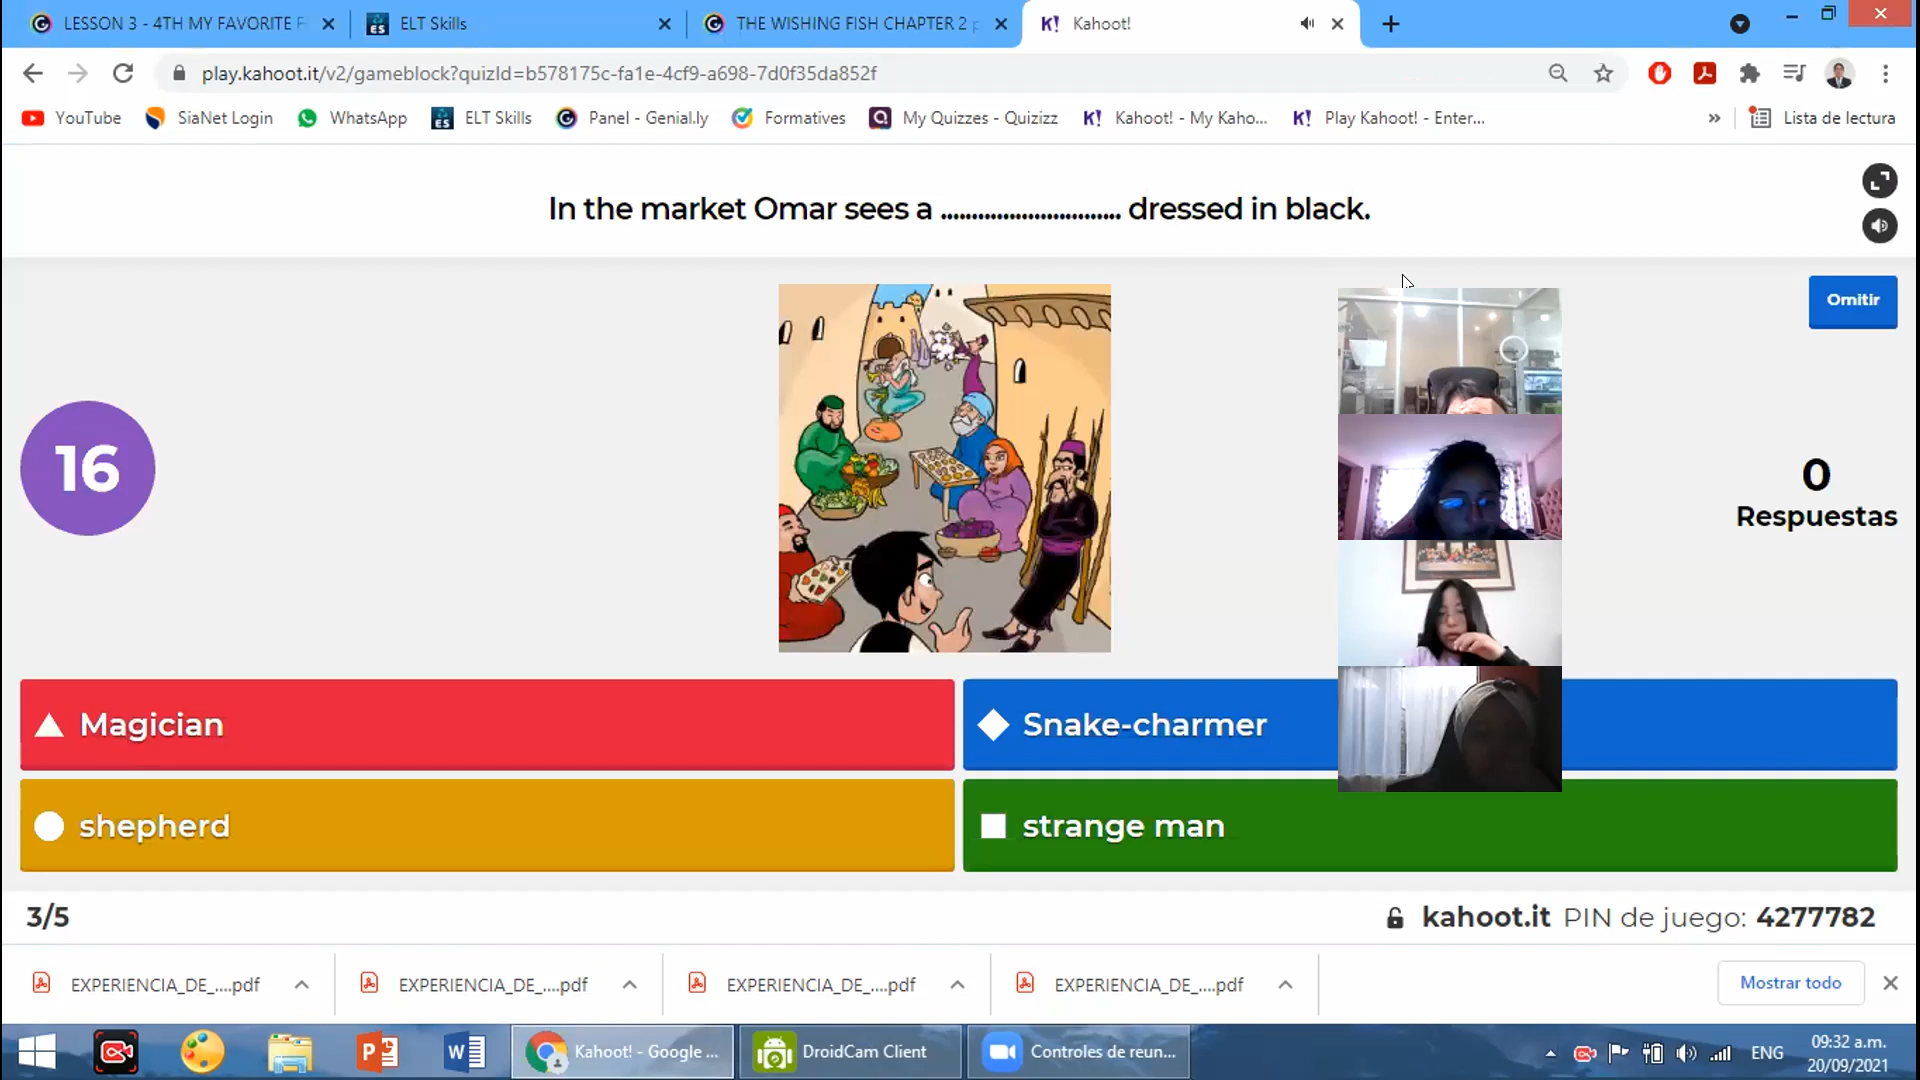 LESSON 3 - 4TH MY FAVORITE F
ELT Skills
THE WISHING FISH CHAPTER 2 p
Kahoot!
play.kahoot.it/v2/gameblock?quizId=b578175c-fa1e-4cf9-a698-7d0f35da852f
YouTube
SiaNet Login
WhatsApp
ELT Skills
Panel - Genial.ly
Formatives
My Quizzes - Quizizz
Kahoot! - My Kaho...
Play Kahoot! - Enter...
»
Lista de lectura
In the market Omar sees a ............................. dressed in black.
Omitir
16
0
Respuestas
Magician
Snake-charmer
shepherd
strange man
3/5
kahoot.it PIN de juego: 4277782
EXPERIENCIA_DE_....pdf
EXPERIENCIA_DE_....pdf
EXPERIENCIA_DE_....pdf
EXPERIENCIA_DE_....pdf
Mostrar todo
Kahoot! - Google ...
DroidCam Client
Controles de reun...
ENG
09:32 a.m.
20/09/2021